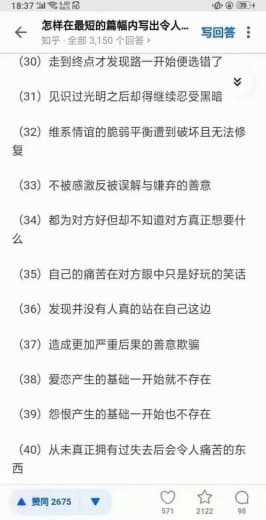 18:37
39
怎样在最短的篇幅内写出令人...
知乎 · 全部 3,150 个回答 >
写回答
（30）走到终点才发现路一开始便选错了
（31）见识过光明之后却得继续忍受黑暗
（32）维系情谊的脆弱平衡遭到破坏且无法修
复
（33）不被感激反被误解与嫌弃的善意
（34）都为对方好但却不知道对方真正想要什
么
（35）自己的痛苦在对方眼中只是好玩的笑话
（36）发现并没有人真的站在自己这边
（37）造成更加严重后果的善意欺骗
（38）爱恋产生的基础一开始就不存在
（39）怨恨产生的基础一开始也不存在
（40）从未真正拥有过失去后会令人痛苦的东
西
赞同 2675
571
2122
98